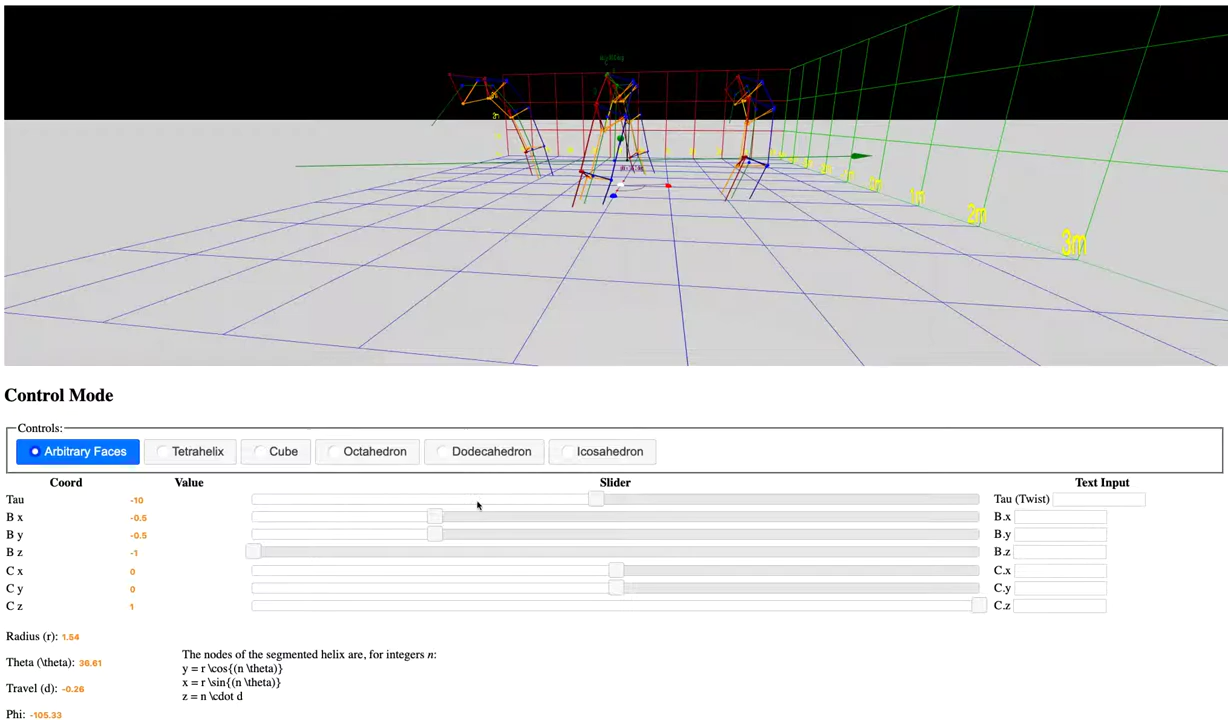 1m
2m
3m
Control Mode
Controls:
Arbitrary Faces Tetrahelix Cube Octahedron Dodecahedron Icosahedron
Coord Value Slider Text Input
Tau -10 Tau (Twist)
B x -0.5 B.x
B y -0.5 B.y
B z -1 B.z
C x 0 C.x
C y 0 C.y
C z 1 C.z
Radius (r): 1.54
Theta (\theta): 36.61
Travel (d): -0.26
Phi: -105.33
The nodes of the segmented helix are, for integers n:
y = r \cos{(n \theta)}
x = r \sin{(n \theta)}
z = n \cdot d